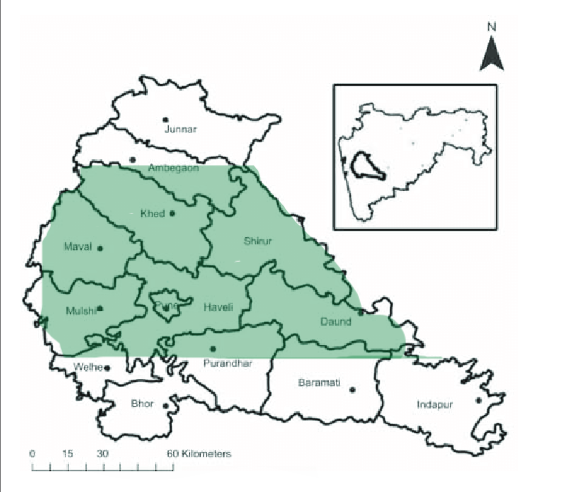 N
Junnar
Ambegaon
Khed
Maval
Shirur
Mulshi
Pune
Haveli
Daund
Welhe
Purandhar
Baramati
Bhor
Indapur
0 15 30 60 Kilometers